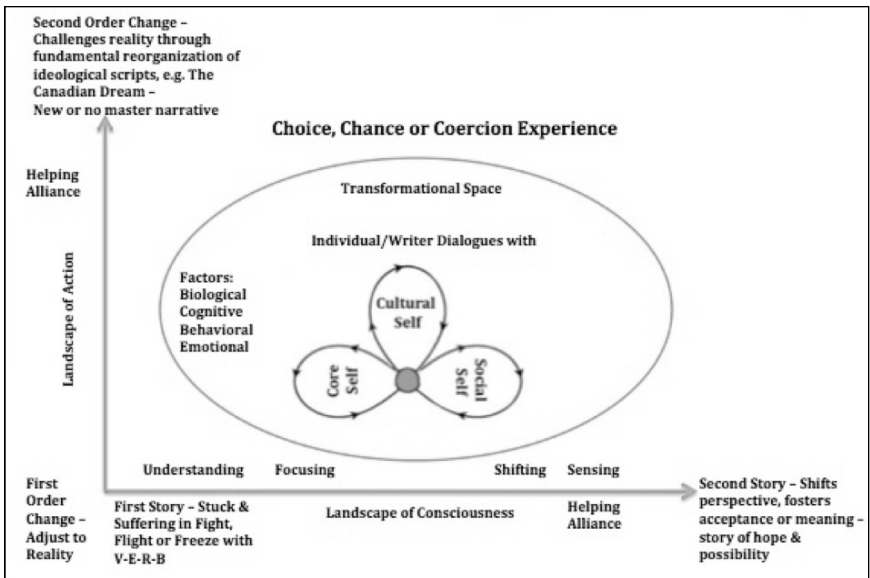 Second Order Change –
Challenges reality through
fundamental reorganization of
ideological scripts, e.g. The
Canadian Dream –
New or no master narrative
Choice, Chance or Coercion Experience
Helping
Alliance
Transformational Space
Individual/Writer Dialogues with
Landscape of Action
Factors:
Biological
Cognitive
Behavioral
Emotional
Cultural
Self
Core
Self
Social
Self
Understanding
Focusing
Shifting
Sensing
First
Order
Change –
Adjust to
Reality
First Story – Stuck &
Suffering in Fight,
Flight or Freeze with
V-E-R-B
Landscape of Consciousness
Helping
Alliance
Second Story – Shifts
perspective, fosters
acceptance or meaning –
story of hope &
possibility